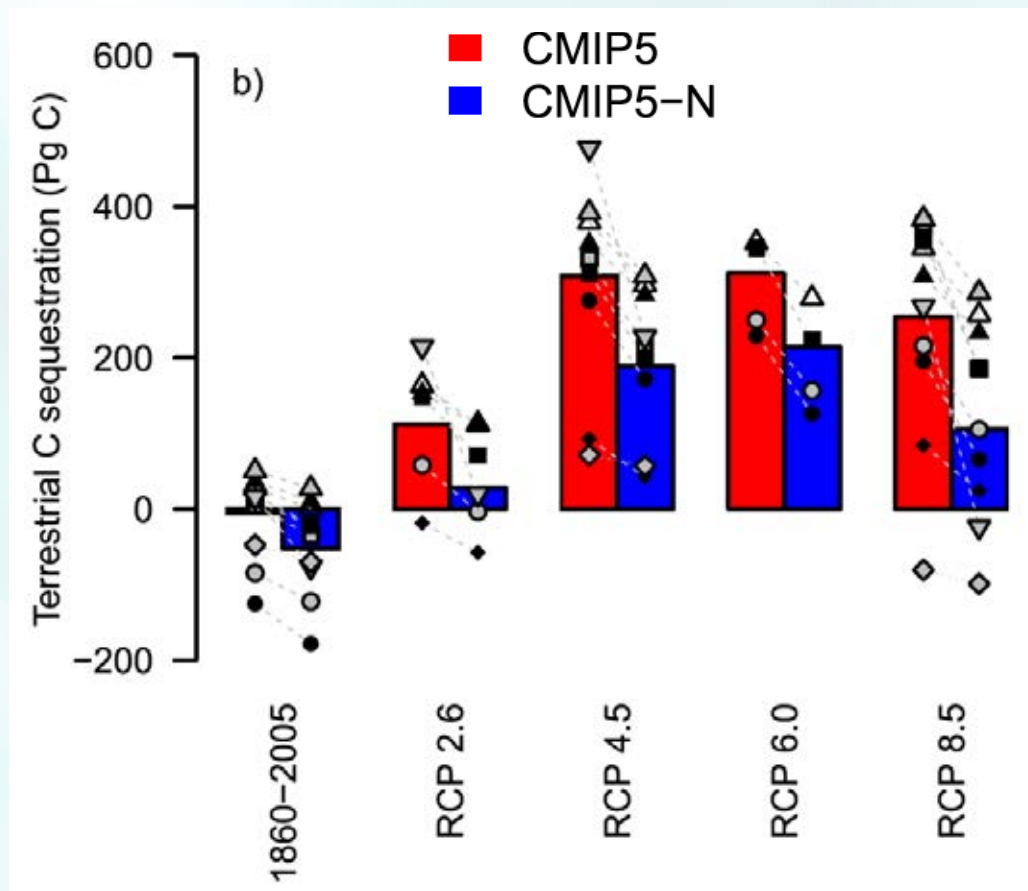 CMIP5
CMIP5−N
b)
Terrestrial C sequestration (Pg C)
600
400
200
0
−200
1860−2005
RCP 2.6
RCP 4.5
RCP 6.0
RCP 8.5